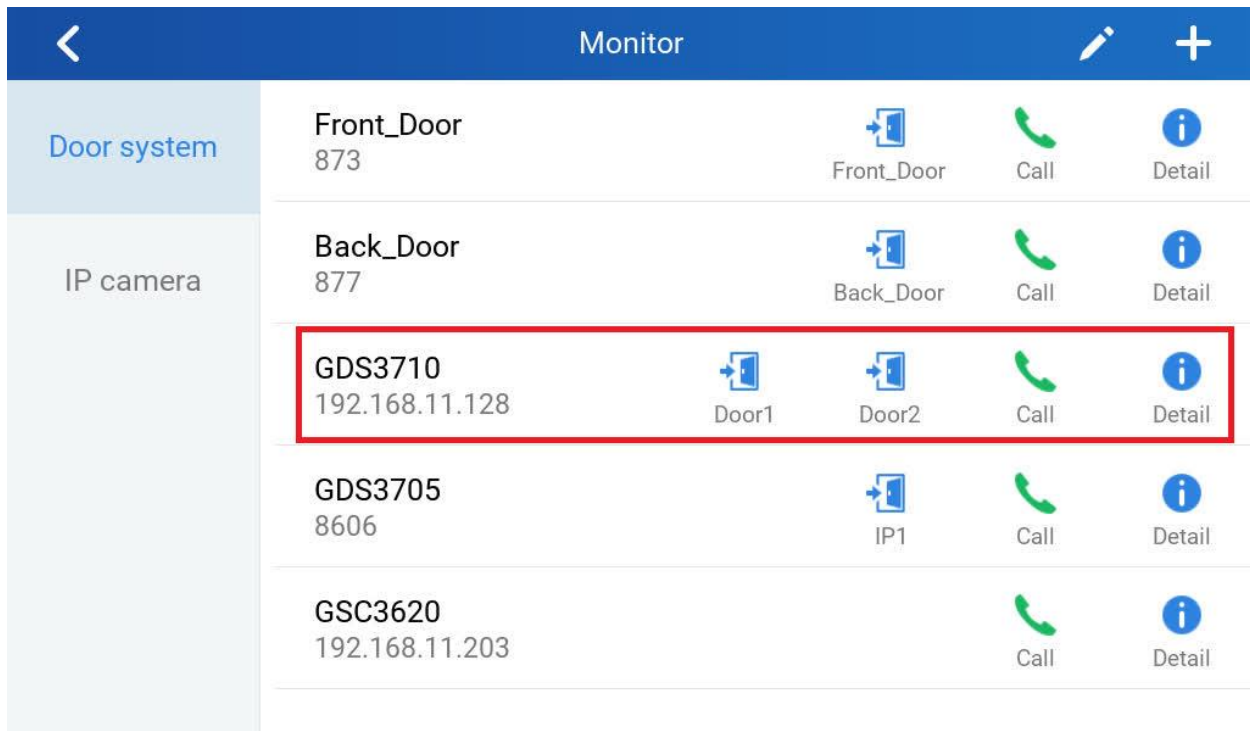 Monitor
Door system
IP camera
Front_Door
873
Front_Door
Call
Detail
Back_Door
877
Back_Door
Call
Detail
GDS3710
192.168.11.128
Door1
Door2
Call
Detail
GDS3705
8606
IP1
Call
Detail
GSC3620
192.168.11.203
Call
Detail